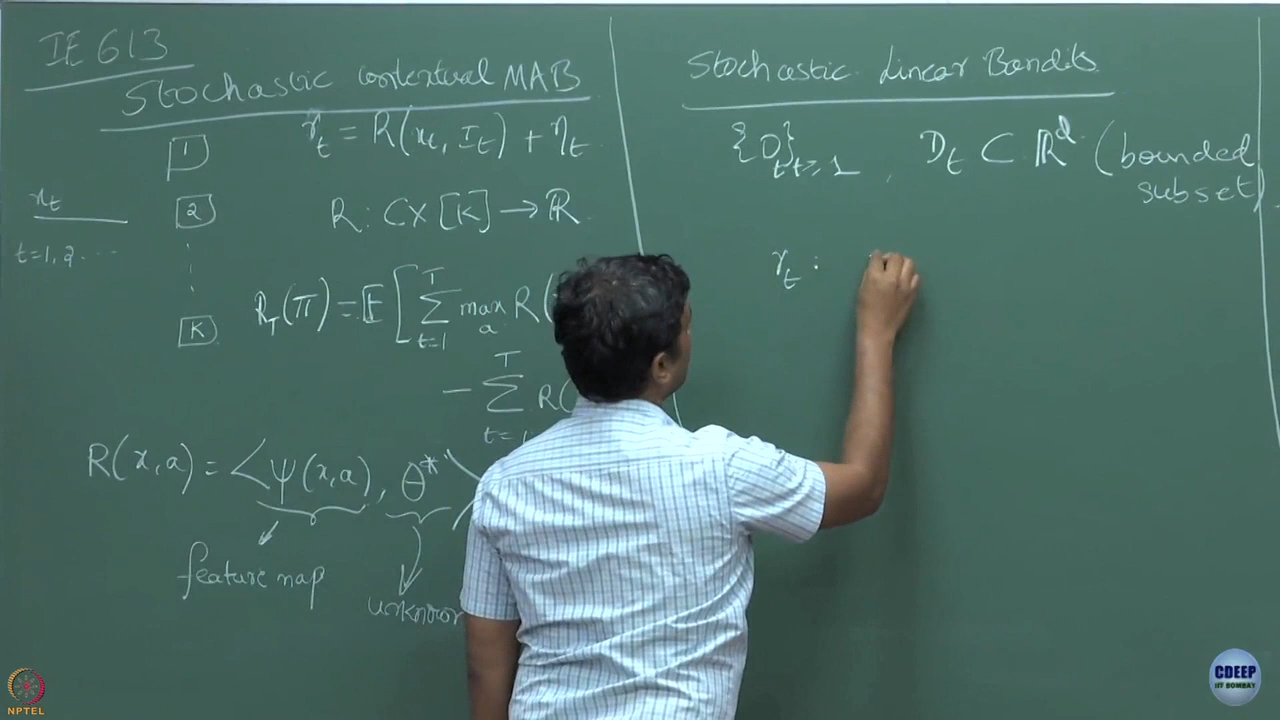 IE 613
Stochastic contextual MAB
1
r_t = R(x_t, I_t) + η_t
x_t
2
R : C X [K] → ℝ
t=1,2...
K
R_T(π) = E [ Σ_{t=1}^{T} max_a R(
- Σ_{t=1}^{T} R(
R(x,a) = <ψ(x,a), θ*>
feature map
unknown
Stochastic Linear Bandits
{D_t}_{t≥1}, D_t ⊂ ℝ^d (bounded
subset)
r_t :
NPTEL
CDEEP
IIT BOMBAY